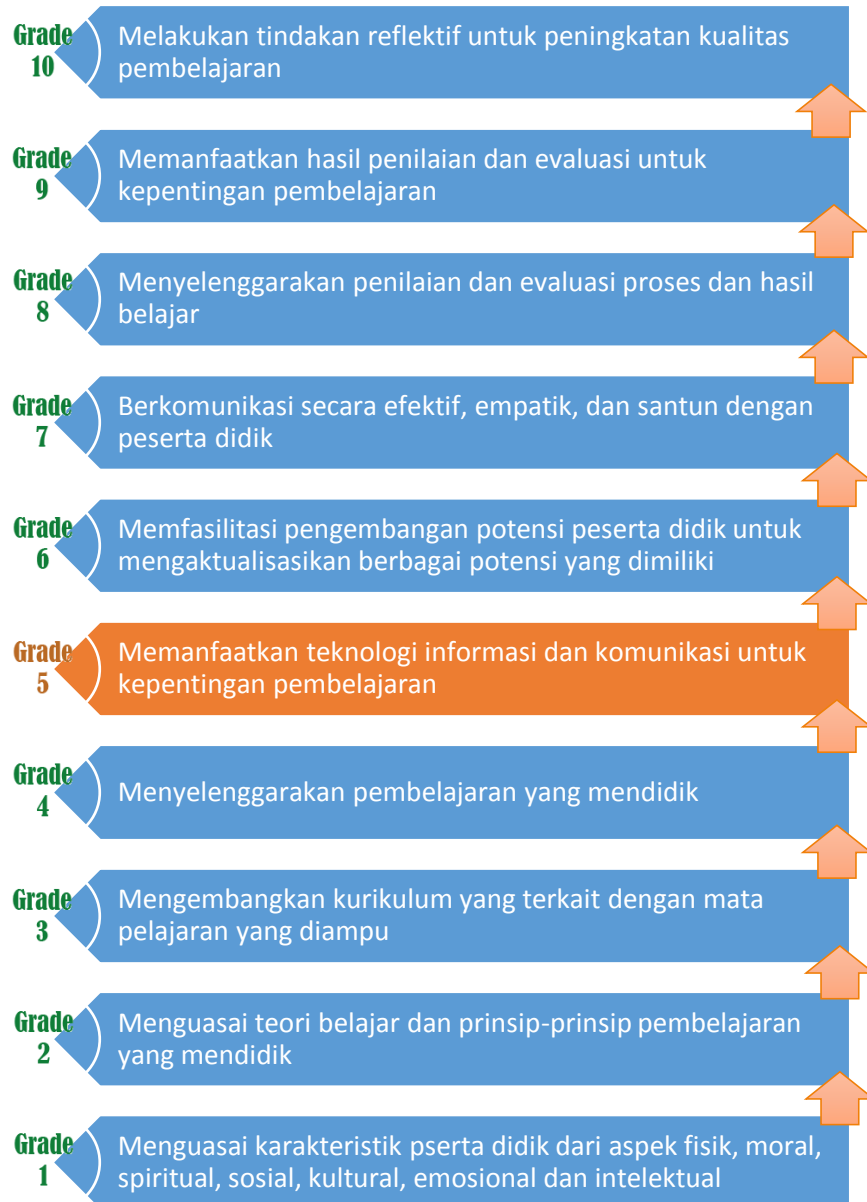 Grade
10
Melakukan tindakan reflektif untuk peningkatan kualitas
pembelajaran
Grade
9
Memanfaatkan hasil penilaian dan evaluasi untuk
kepentingan pembelajaran
Grade
8
Menyelenggarakan penilaian dan evaluasi proses dan hasil
belajar
Grade
7
Berkomunikasi secara efektif, empatik, dan santun dengan
peserta didik
Grade
6
Memfasilitasi pengembangan potensi peserta didik untuk
mengaktualisasikan berbagai potensi yang dimiliki
Grade
5
Memanfaatkan teknologi informasi dan komunikasi untuk
kepentingan pembelajaran
Grade
4
Menyelenggarakan pembelajaran yang mendidik
Grade
3
Mengembangkan kurikulum yang terkait dengan mata
pelajaran yang diampu
Grade
2
Menguasai teori belajar dan prinsip-prinsip pembelajaran
yang mendidik
Grade
1
Menguasai karakteristik pserta didik dari aspek fisik, moral,
spiritual, sosial, kultural, emosional dan intelektual